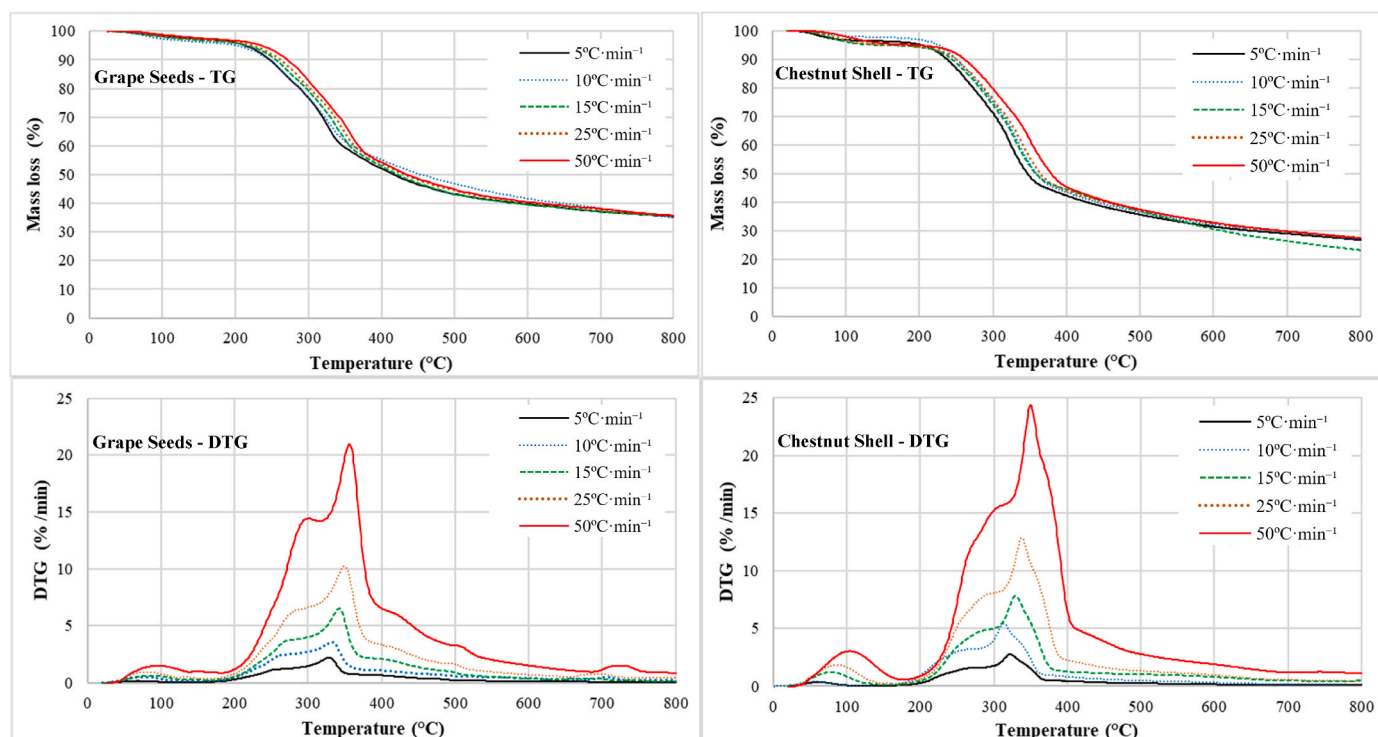 100
90
80
70
60
50
40
30
20
10
0
Mass loss (%)
Grape Seeds - TG
5ºC·min⁻¹
10ºC·min⁻¹
15ºC·min⁻¹
25ºC·min⁻¹
50ºC·min⁻¹
0 100 200 300 400 500 600 700 800
Temperature (°C)
100
90
80
70
60
50
40
30
20
10
0
Mass loss (%)
Chestnut Shell - TG
5ºC·min⁻¹
10ºC·min⁻¹
15ºC·min⁻¹
25ºC·min⁻¹
50ºC·min⁻¹
0 100 200 300 400 500 600 700 800
Temperature (°C)
25
20
15
10
5
0
DTG (% /min)
Grape Seeds - DTG
5ºC·min⁻¹
10ºC·min⁻¹
15ºC·min⁻¹
25ºC·min⁻¹
50ºC·min⁻¹
0 100 200 300 400 500 600 700 800
Temperature (°C)
25
20
15
10
5
0
DTG (% /min)
Chestnut Shell - DTG
5ºC·min⁻¹
10ºC·min⁻¹
15ºC·min⁻¹
25ºC·min⁻¹
50ºC·min⁻¹
0 100 200 300 400 500 600 700 800
Temperature (°C)